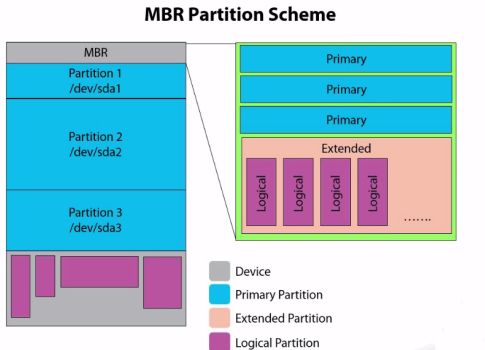 MBR Partition Scheme
MBR
Partition 1
/dev/sda1
Partition 2
/dev/sda2
Partition 3
/dev/sda3
Primary
Primary
Primary
Extended
Logical
Logical
Logical
Logical
.......
Device
Primary Partition
Extended Partition
Logical Partition